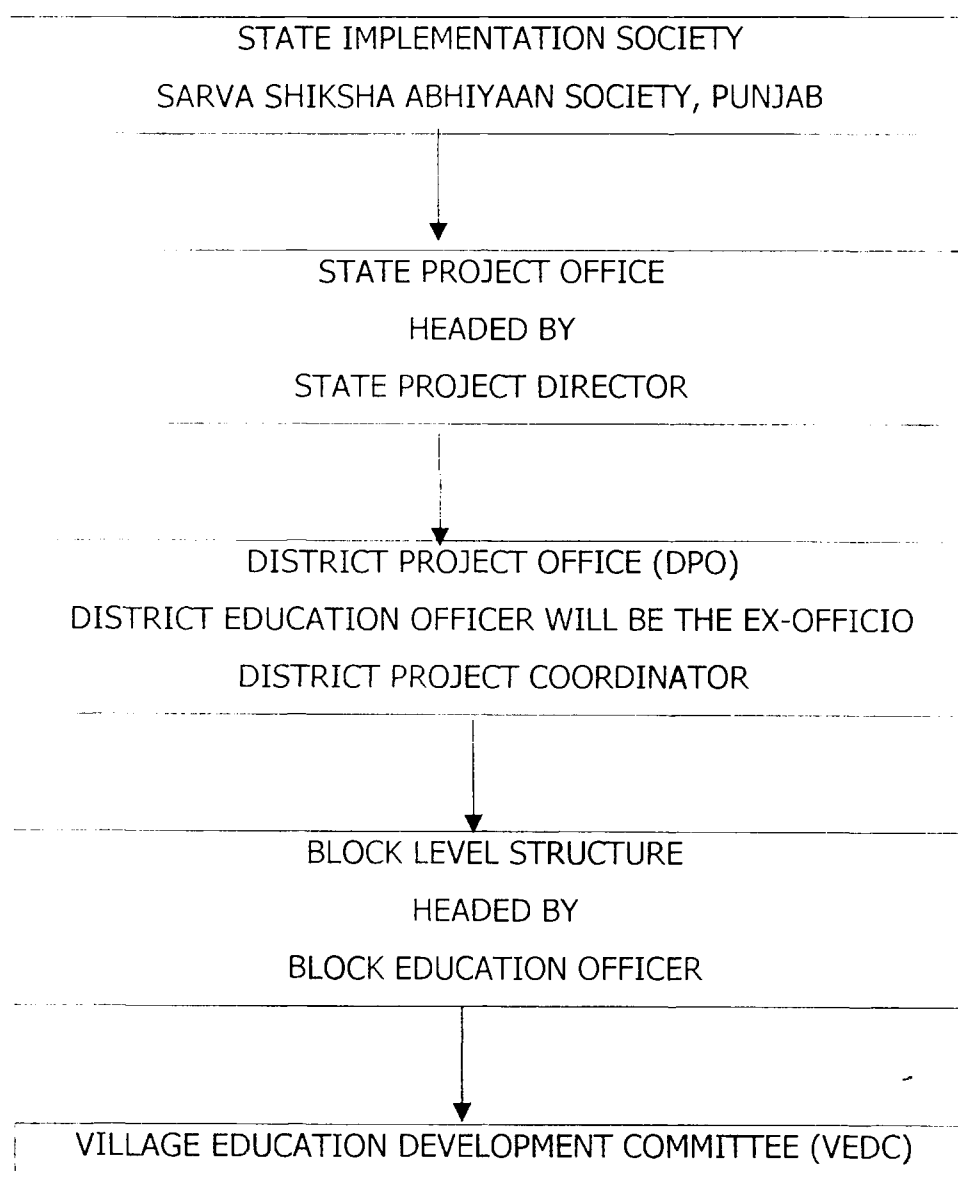 STATE IMPLEMENTATION SOCIETY
SARVA SHIKSHA ABHIYAAN SOCIETY, PUNJAB
STATE PROJECT OFFICE
HEADED BY
STATE PROJECT DIRECTOR
DISTRICT PROJECT OFFICE (DPO)
DISTRICT EDUCATION OFFICER WILL BE THE EX-OFFICIO
DISTRICT PROJECT COORDINATOR
BLOCK LEVEL STRUCTURE
HEADED BY
BLOCK EDUCATION OFFICER
VILLAGE EDUCATION DEVELOPMENT COMMITTEE (VEDC)